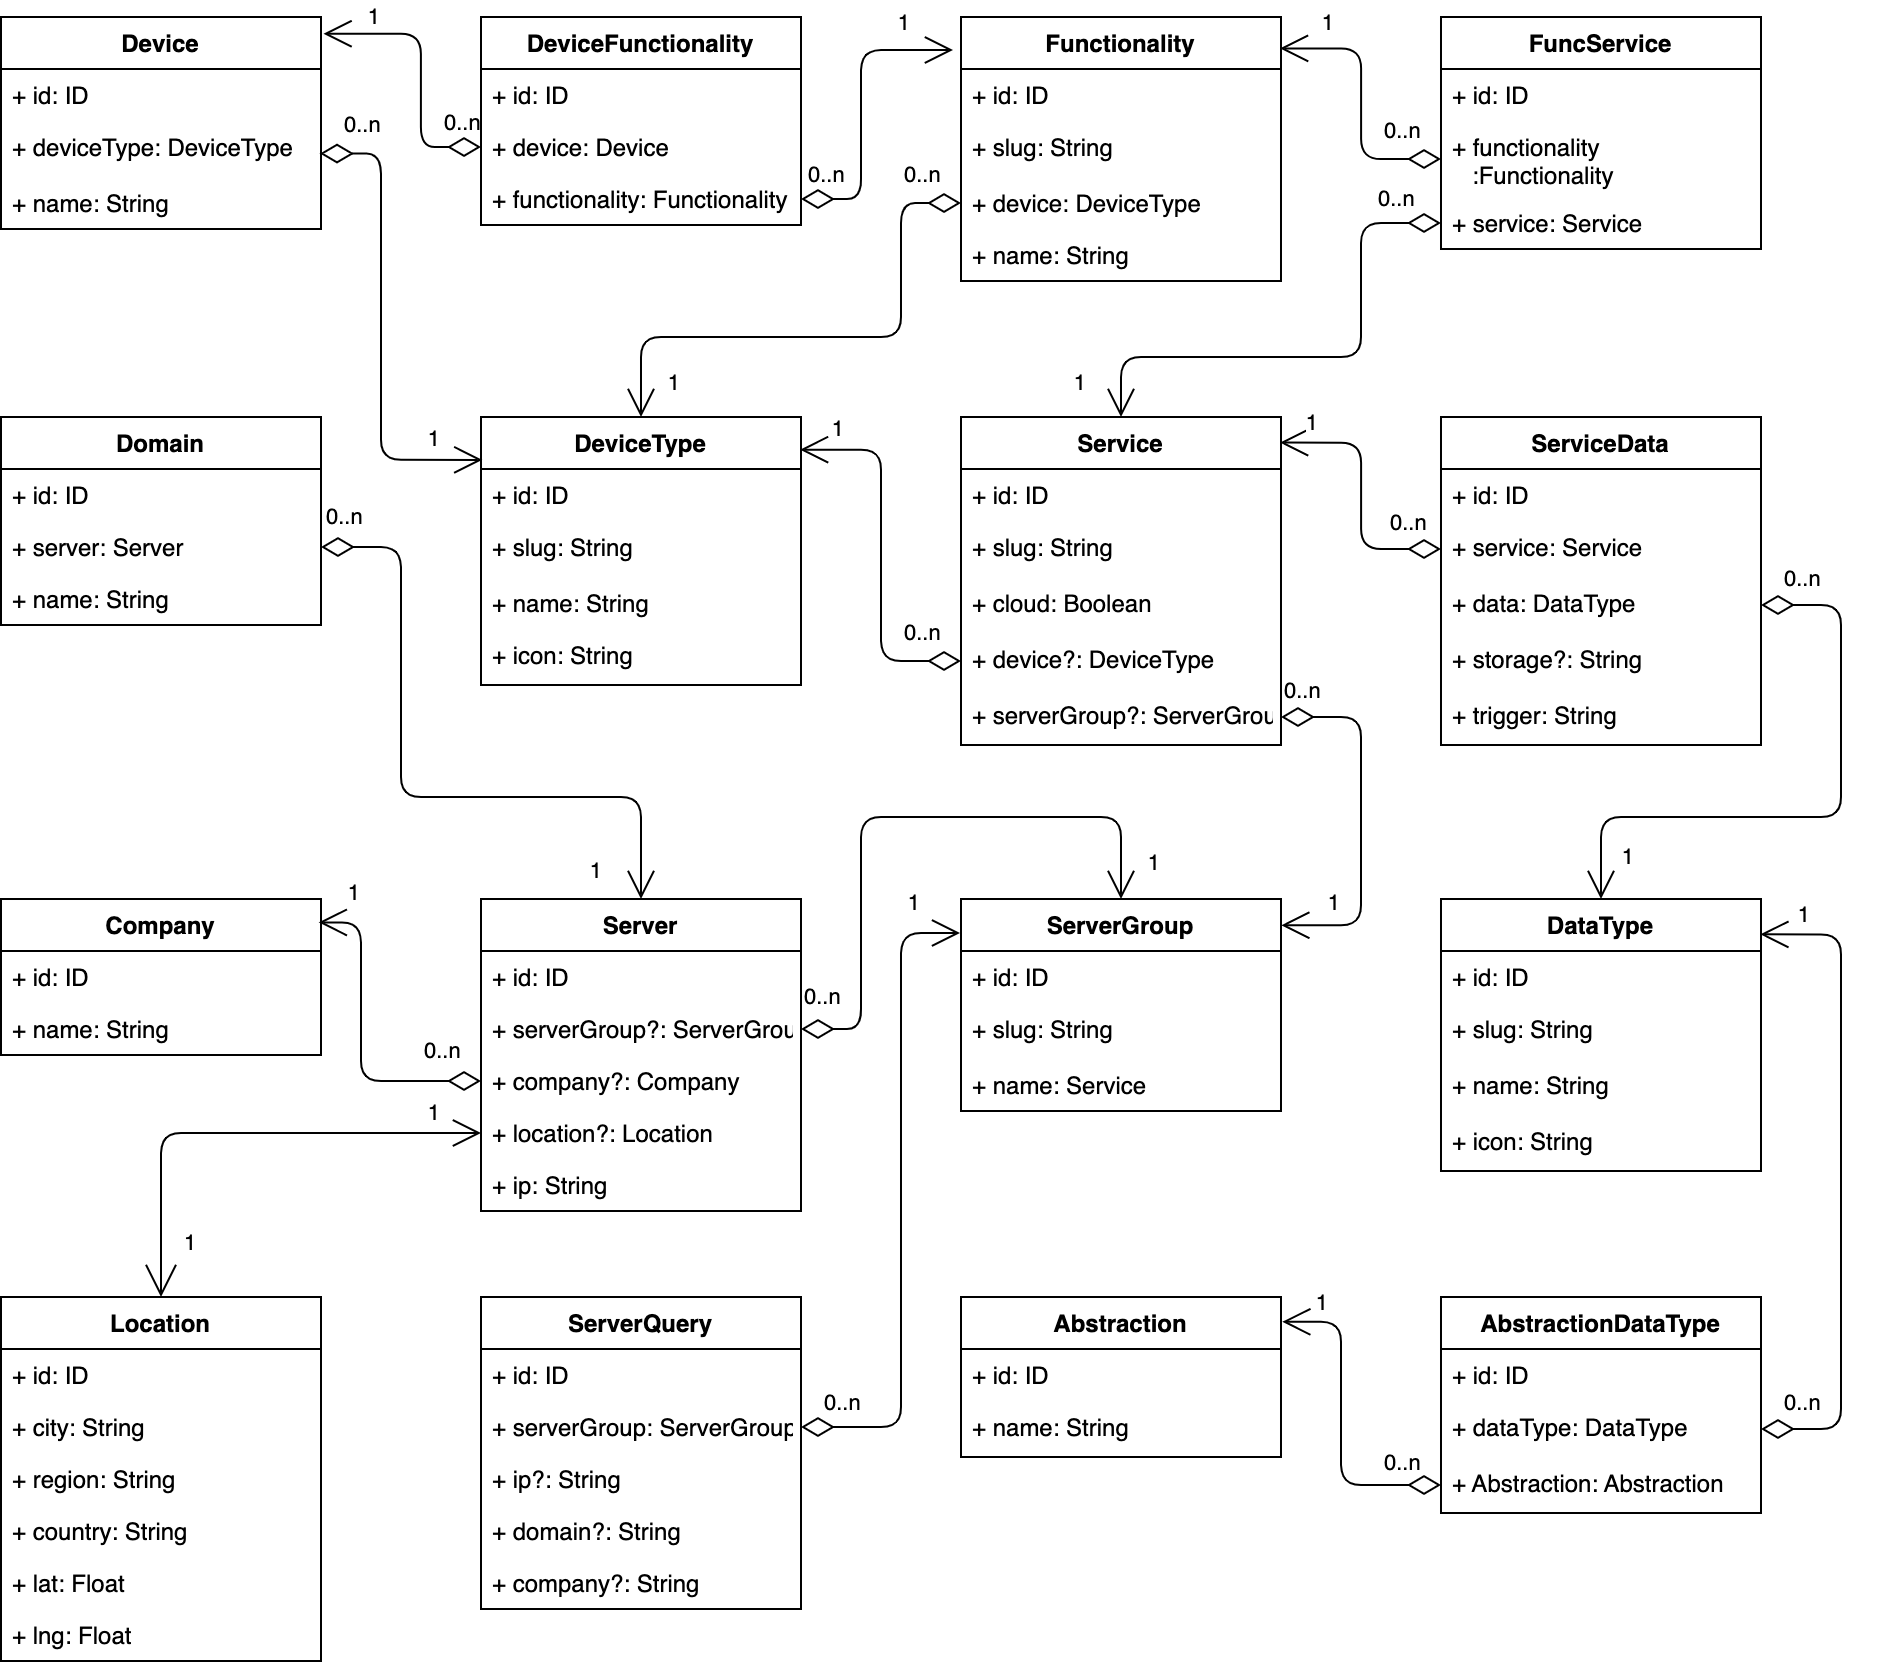 Device
+ id: ID
+ deviceType: DeviceType
+ name: String
1
0..n
0..n
DeviceFunctionality
+ id: ID
+ device: Device
+ functionality: Functionality
0..n
1
0..n
Functionality
+ id: ID
+ slug: String
+ device: DeviceType
+ name: String
1
0..n
0..n
FuncService
+ id: ID
+ functionality
:Functionality
+ service: Service
1
1
1
Domain
+ id: ID
+ server: Server
+ name: String
0..n
1
DeviceType
+ id: ID
+ slug: String
+ name: String
+ icon: String
1
0..n
Service
+ id: ID
+ slug: String
+ cloud: Boolean
+ device?: DeviceType
+ serverGroup?: ServerGrou
1
0..n
0..n
ServiceData
+ id: ID
+ service: Service
+ data: DataType
+ storage?: String
+ trigger: String
0..n
1
1
1
1
Company
+ id: ID
+ name: String
1
0..n
1
Server
+ id: ID
+ serverGroup?: ServerGrou
+ company?: Company
+ location?: Location
+ ip: String
0..n
1
ServerGroup
+ id: ID
+ slug: String
+ name: Service
DataType
+ id: ID
+ slug: String
+ name: String
+ icon: String
1
1
Location
+ id: ID
+ city: String
+ region: String
+ country: String
+ lat: Float
+ lng: Float
ServerQuery
+ id: ID
+ serverGroup: ServerGroup
+ ip?: String
+ domain?: String
+ company?: String
0..n
Abstraction
+ id: ID
+ name: String
1
0..n
AbstractionDataType
+ id: ID
+ dataType: DataType
+ Abstraction: Abstraction
0..n